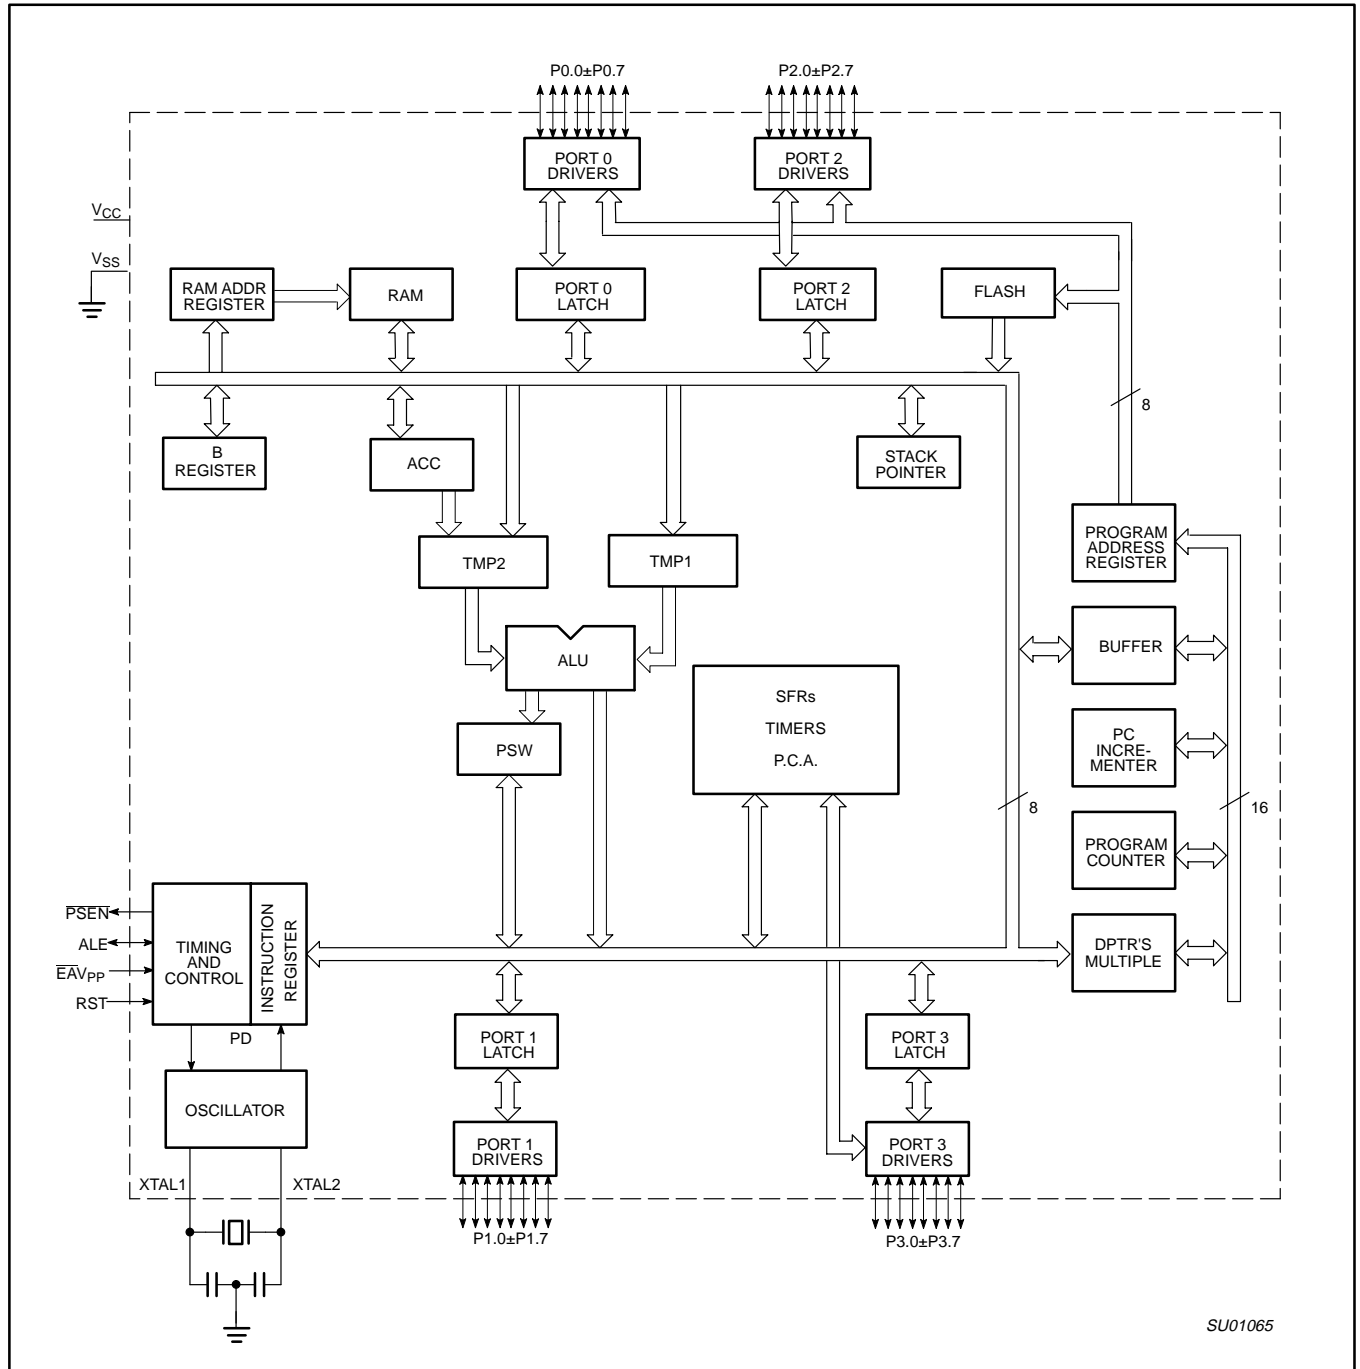 P0.0±P0.7
P2.0±P2.7
PORT 0
DRIVERS
PORT 2
DRIVERS
VCC
VSS
RAM ADDR
REGISTER
RAM
PORT 0
LATCH
PORT 2
LATCH
FLASH
8
B
REGISTER
ACC
STACK
POINTER
PROGRAM
ADDRESS
REGISTER
TMP2
TMP1
BUFFER
ALU
SFRs
TIMERS
P.C.A.
PSW
PC
INCRE-
MENTER
8
16
PROGRAM
COUNTER
PSEN
ALE
EAVPP
RST
TIMING
AND
CONTROL
INSTRUCTION
REGISTER
DPTR'S
MULTIPLE
PD
PORT 1
LATCH
PORT 3
LATCH
OSCILLATOR
PORT 1
DRIVERS
PORT 3
DRIVERS
XTAL1
XTAL2
P1.0±P1.7
P3.0±P3.7
SU01065